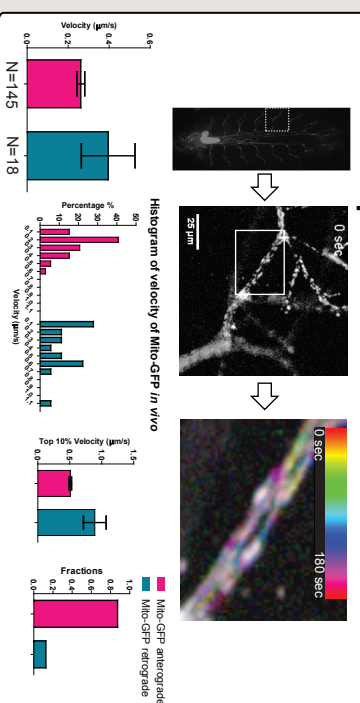 0 sec
25 μm
0 sec 180 sec
Velocity (μm/s)
0.0 0.2 0.4 0.6
N=145
N=18
Histogram of velocity of Mito-GFP in vivo
Percentage %
0 10 20 30 40 50
Velocity(μm/s)
Top 10% Velocity (μm/s)
0.0 0.5 1.0 1.5
Fractions
0.0 0.2 0.4 0.6 0.8 1.0
Mito-GFP anterograde
Mito-GFP retrograde